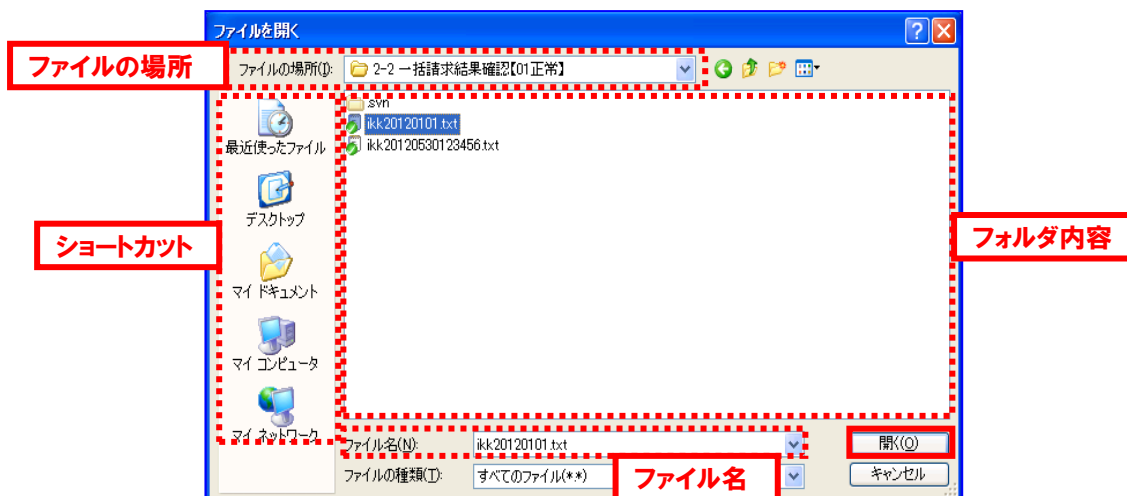 ファイルを開く
ファイルの場所
ファイルの場所(I):
2-2 一括請求結果確認【01正常】
.svn
ikk20120101.txt
ikk20120530123456.txt
最近使ったファイル
デスクトップ
ショートカット
フォルダ内容
マイ ドキュメント
マイ コンピュータ
マイ ネットワーク
ファイル名(N):
ikk20120101.txt
開く(O)
ファイルの種類(T):
すべてのファイル(*.*)
ファイル名
キャンセル